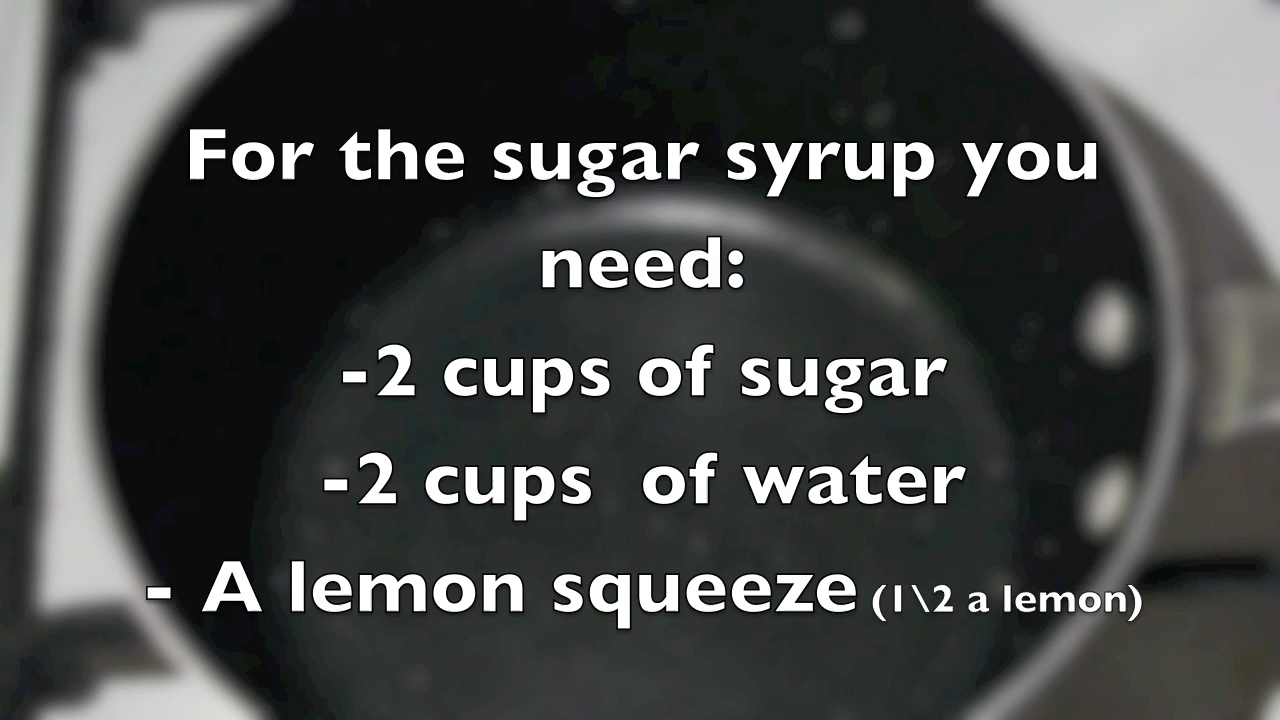 For the sugar syrup you
need:
-2 cups of sugar
-2 cups  of water
- A lemon squeeze (1\2 a lemon)